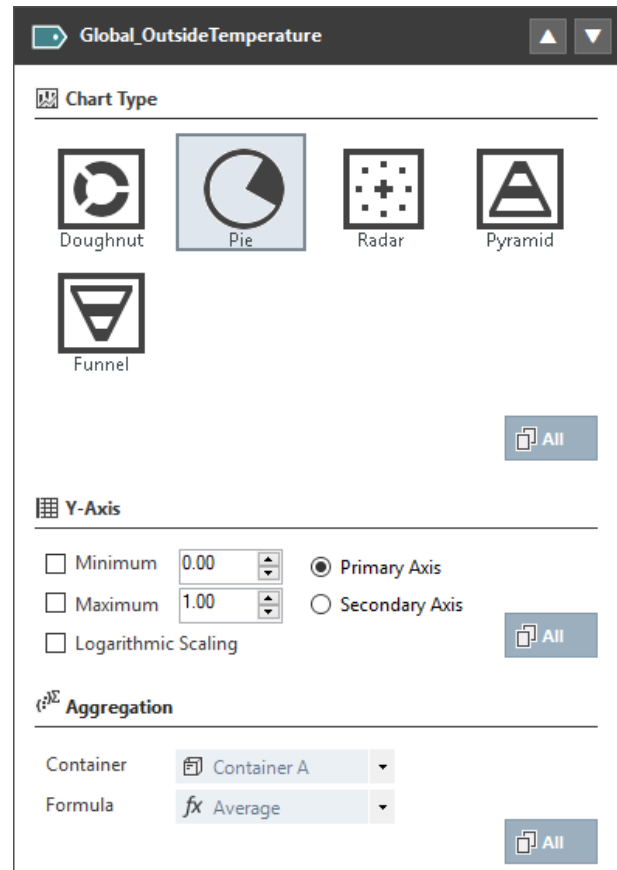 Global_OutsideTemperature
Chart Type
Doughnut Pie Radar Pyramid
Funnel
All
Y-Axis
Minimum 0.00 Primary Axis
Maximum 1.00 Secondary Axis
Logarithmic Scaling All
Aggregation
Container Container A
Formula fx Average
All